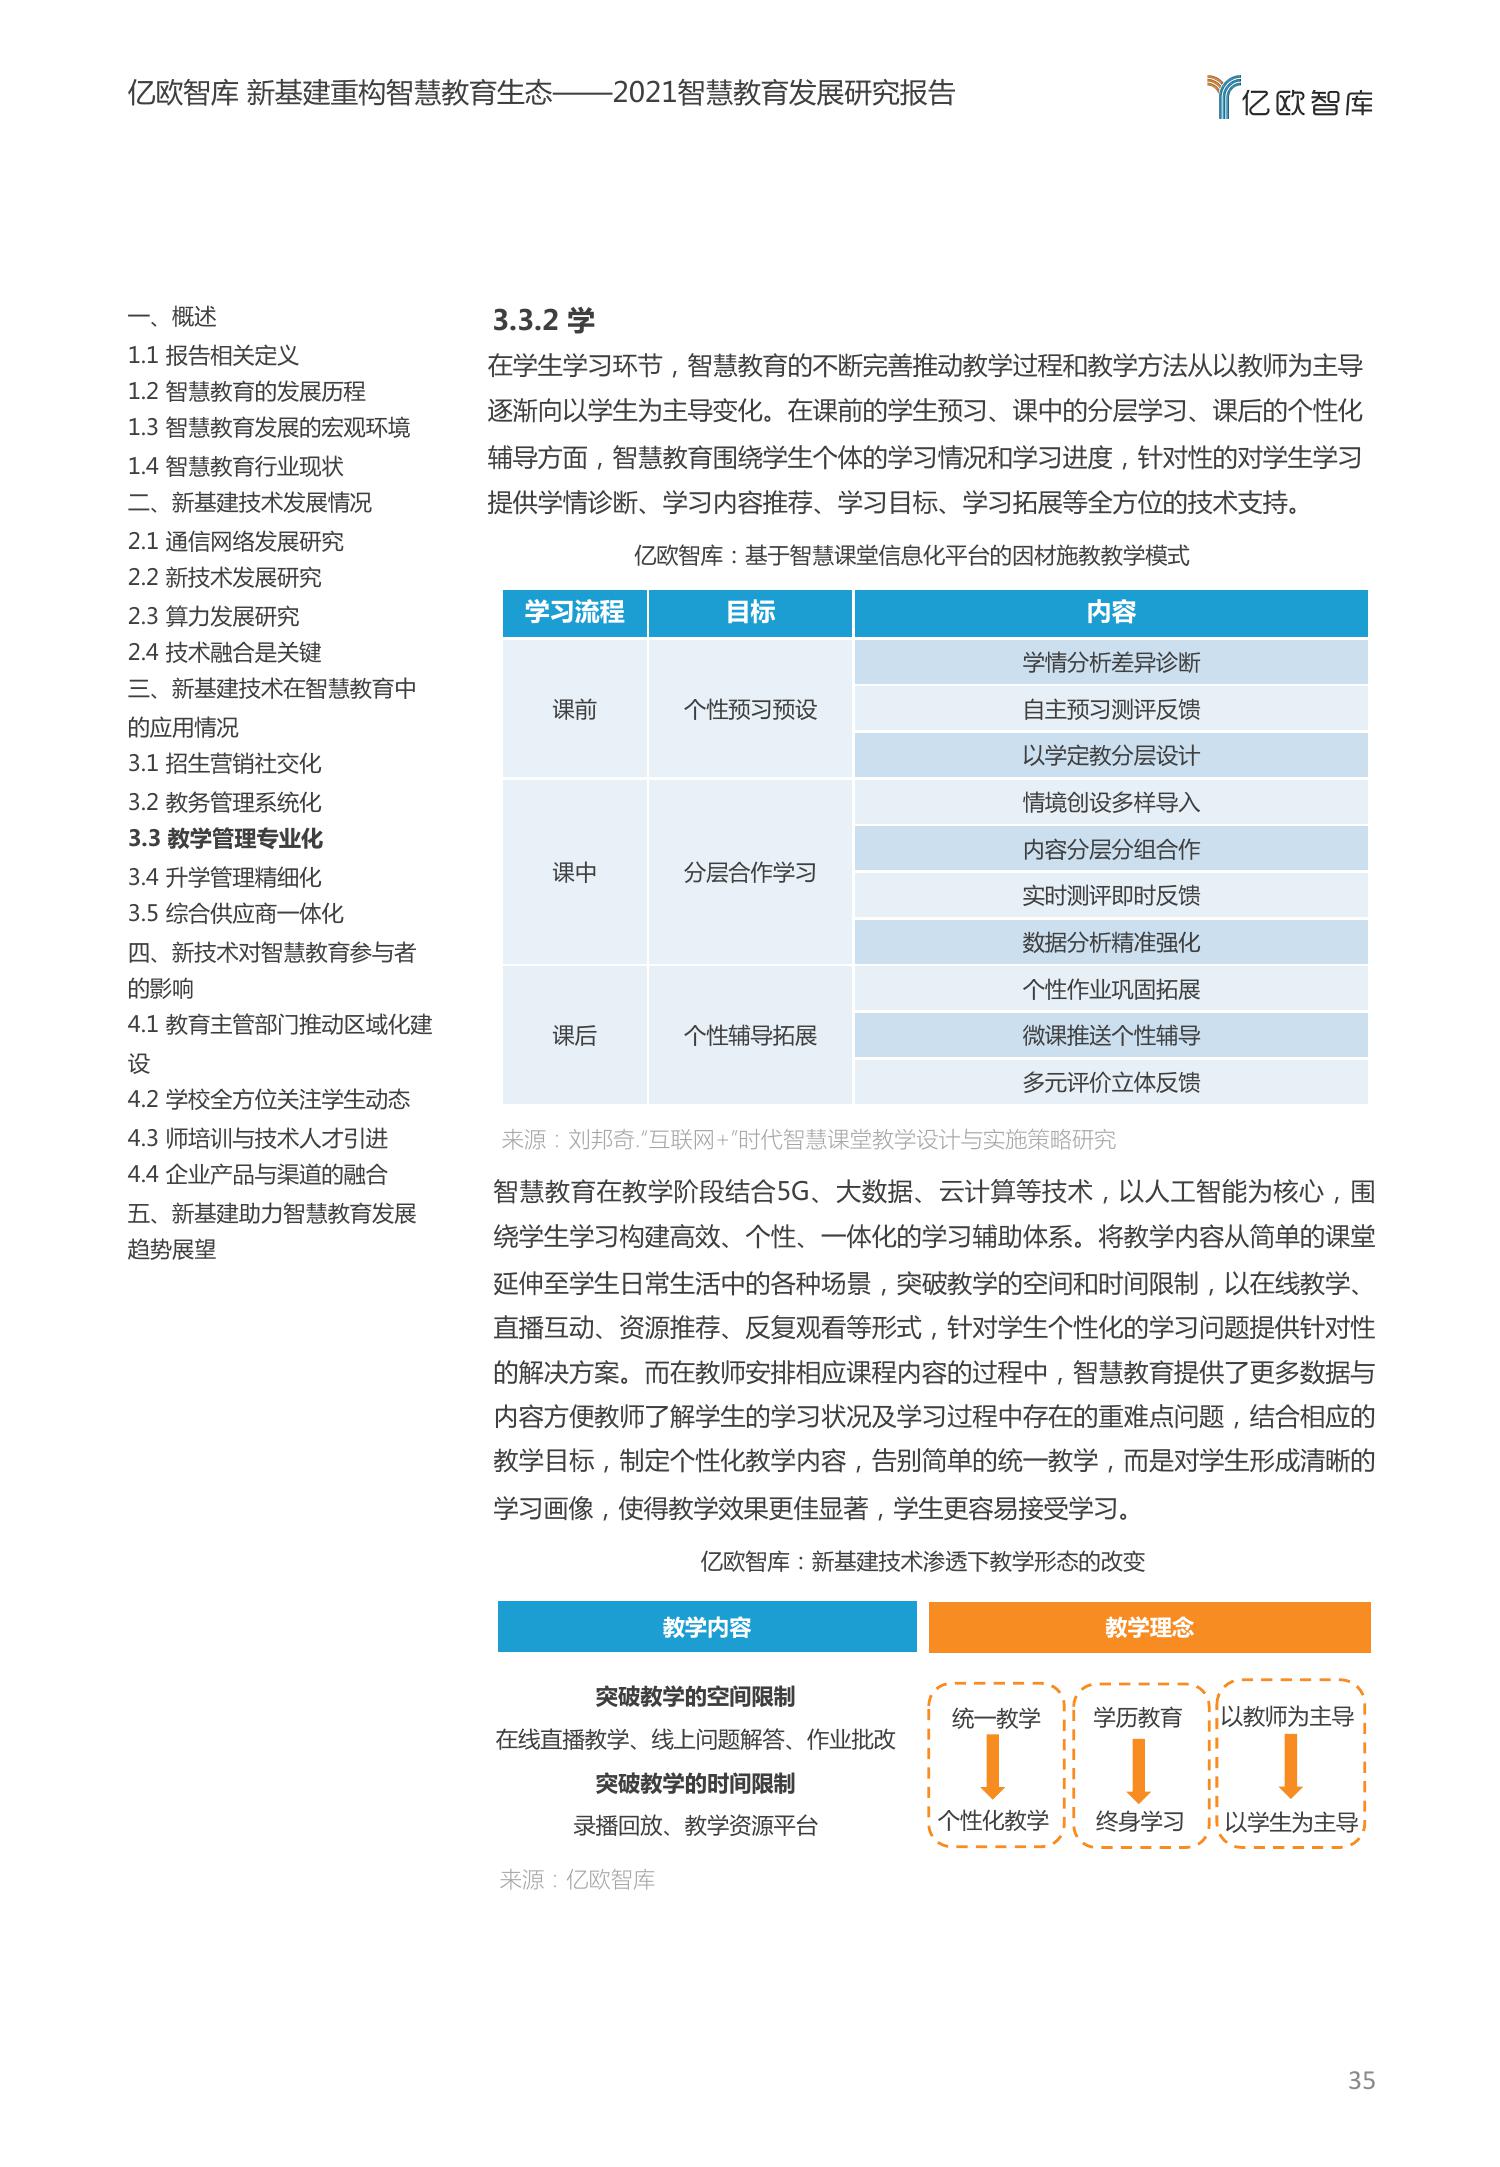 亿欧智库 新基建重构智慧教育生态——2021智慧教育发展研究报告
亿欧智库
一、概述
1.1 报告相关定义
1.2 智慧教育的发展历程
1.3 智慧教育发展的宏观环境
1.4 智慧教育行业现状
二、新基建技术发展情况
2.1 通信网络发展研究
2.2 新技术发展研究
2.3 算力发展研究
2.4 技术融合是关键
三、新基建技术在智慧教育中
的应用情况
3.1 招生营销社交化
3.2 教务管理系统化
3.3 教学管理专业化
3.4 升学管理精细化
3.5 综合供应商一体化
四、新技术对智慧教育参与者
的影响
4.1 教育主管部门推动区域化建
设
4.2 学校全方位关注学生动态
4.3 师培训与技术人才引进
4.4 企业产品与渠道的融合
五、新基建助力智慧教育发展
趋势展望
3.3.2 学
在学生学习环节，智慧教育的不断完善推动教学过程和教学方法从以教师为主导
逐渐向以学生为主导变化。在课前的学生预习、课中的分层学习、课后的个性化
辅导方面，智慧教育围绕学生个体的学习情况和学习进度，针对性的对学生学习
提供学情诊断、学习内容推荐、学习目标、学习拓展等全方位的技术支持。
亿欧智库：基于智慧课堂信息化平台的因材施教教学模式
学习流程 目标 内容
课前 个性预习预设
学情分析差异诊断
自主预习测评反馈
以学定教分层设计
课中 分层合作学习
情境创设多样导入
内容分层分组合作
实时测评即时反馈
数据分析精准强化
课后 个性辅导拓展
个性作业巩固拓展
微课推送个性辅导
多元评价立体反馈
来源：刘邦奇.“互联网+”时代智慧课堂教学设计与实施策略研究
智慧教育在教学阶段结合5G、大数据、云计算等技术，以人工智能为核心，围
绕学生学习构建高效、个性、一体化的学习辅助体系。将教学内容从简单的课堂
延伸至学生日常生活中的各种场景，突破教学的空间和时间限制，以在线教学、
直播互动、资源推荐、反复观看等形式，针对学生个性化的学习问题提供针对性
的解决方案。而在教师安排相应课程内容的过程中，智慧教育提供了更多数据与
内容方便教师了解学生的学习状况及学习过程中存在的重难点问题，结合相应的
教学目标，制定个性化教学内容，告别简单的统一教学，而是对学生形成清晰的
学习画像，使得教学效果更佳显著，学生更容易接受学习。
亿欧智库：新基建技术渗透下教学形态的改变
教学内容 教学理念
突破教学的空间限制
在线直播教学、线上问题解答、作业批改
突破教学的时间限制
录播回放、教学资源平台
统一教学 学历教育 以教师为主导
个性化教学 终身学习 以学生为主导
来源：亿欧智库
35